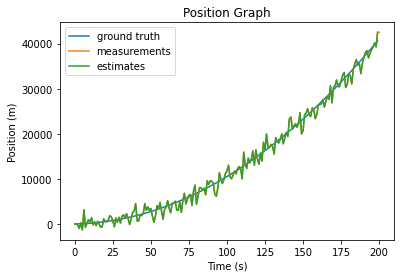 Position Graph
ground truth
measurements
estimates
Position (m)
40000
30000
20000
10000
0
0 25 50 75 100 125 150 175 200
Time (s)